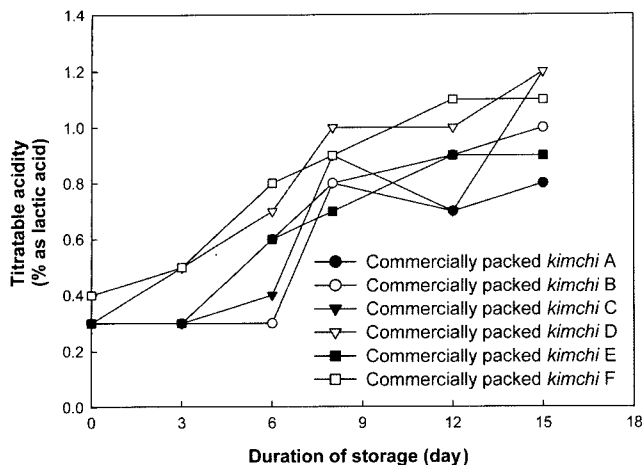 1.4
1.2
1.0
0.8
0.6
0.4
0.2
0.0
Titratable acidity
(% as lactic acid)
Commercially packed kimchi A
Commercially packed kimchi B
Commercially packed kimchi C
Commercially packed kimchi D
Commercially packed kimchi E
Commercially packed kimchi F
0 3 6 9 12 15 18
Duration of storage (day)